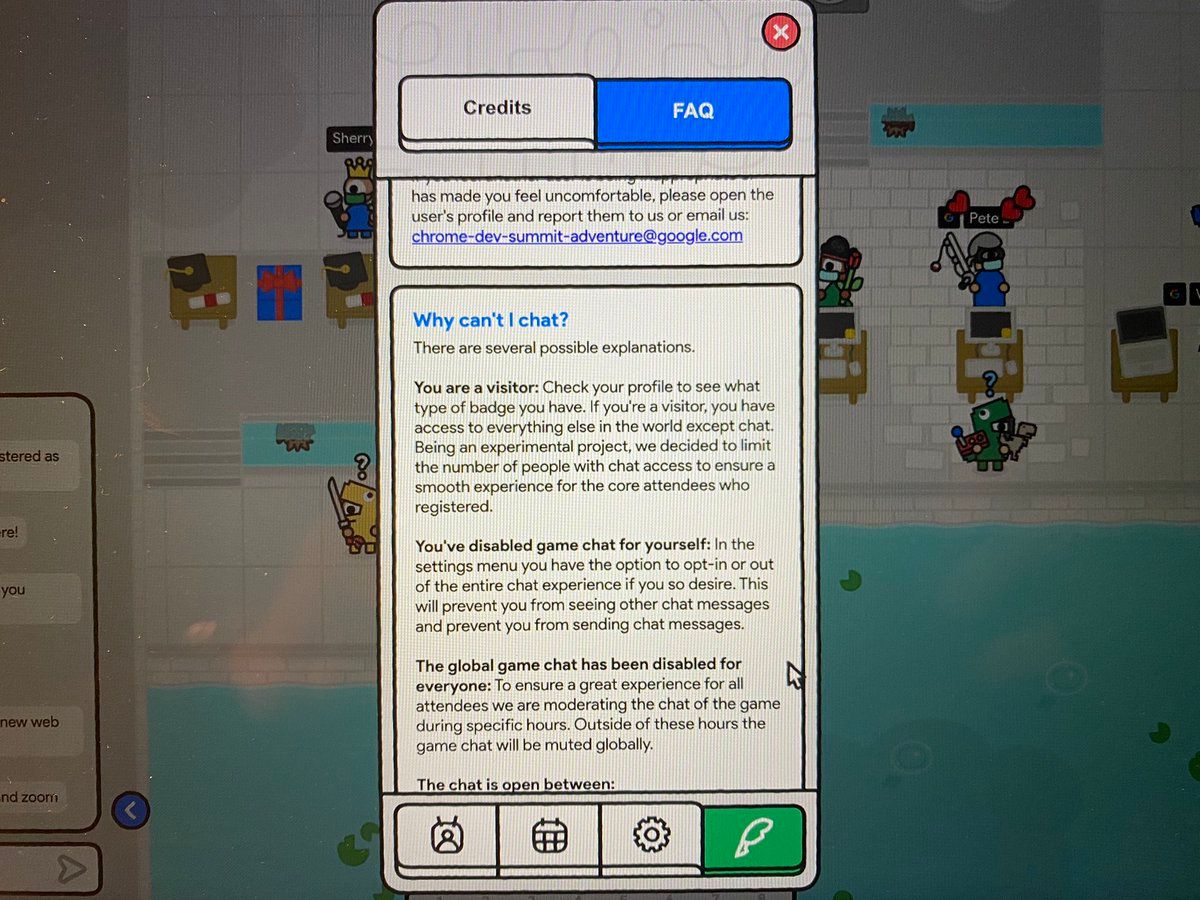 Credits
FAQ
Sherry
has made you feel uncomfortable, please open the
user's profile and report them to us or email us:
chrome-dev-summit-adventure@google.com
Pete
G
G
Why can't I chat?
There are several possible explanations.
You are a visitor: Check your profile to see what
type of badge you have. If you're a visitor, you have
access to everything else in the world except chat.
Being an experimental project, we decided to limit
the number of people with chat access to ensure a
smooth experience for the core attendees who
registered.
You've disabled game chat for yourself: In the
settings menu you have the option to opt-in or out
of the entire chat experience if you so desire. This
will prevent you from seeing other chat messages
and prevent you from sending chat messages.
The global game chat has been disabled for
everyone: To ensure a great experience for all
attendees we are moderating the chat of the game
during specific hours. Outside of these hours the
game chat will be muted globally.
The chat is open between:
stered as
re!
you
new web
nd zoom